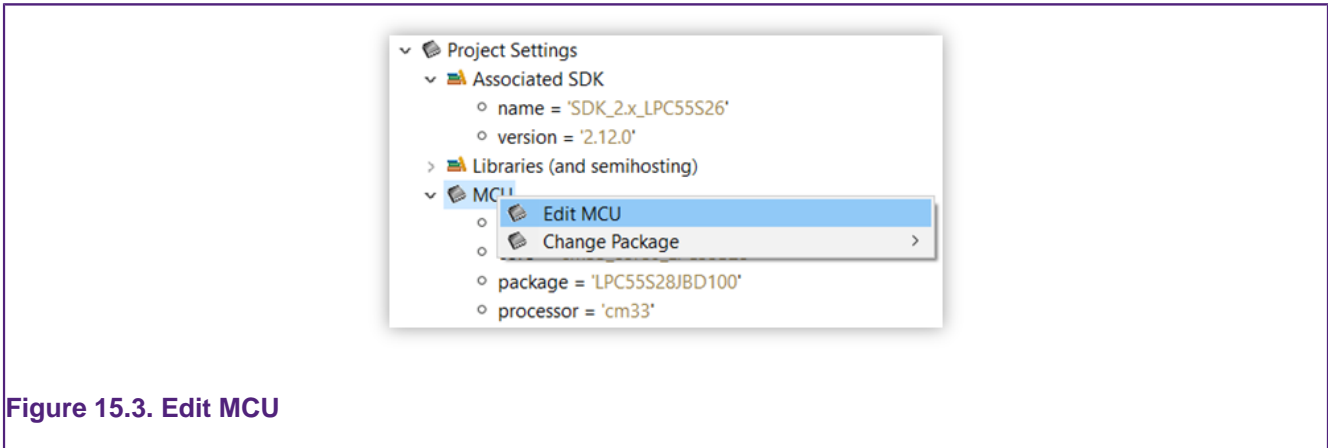 Project Settings
Associated SDK
name = 'SDK_2.x_LPC55S26'
version = '2.12.0'
Libraries (and semihosting)
MCU
Edit MCU
Change Package
package = 'LPC55S28JBD100'
processor = 'cm33'
Figure 15.3. Edit MCU